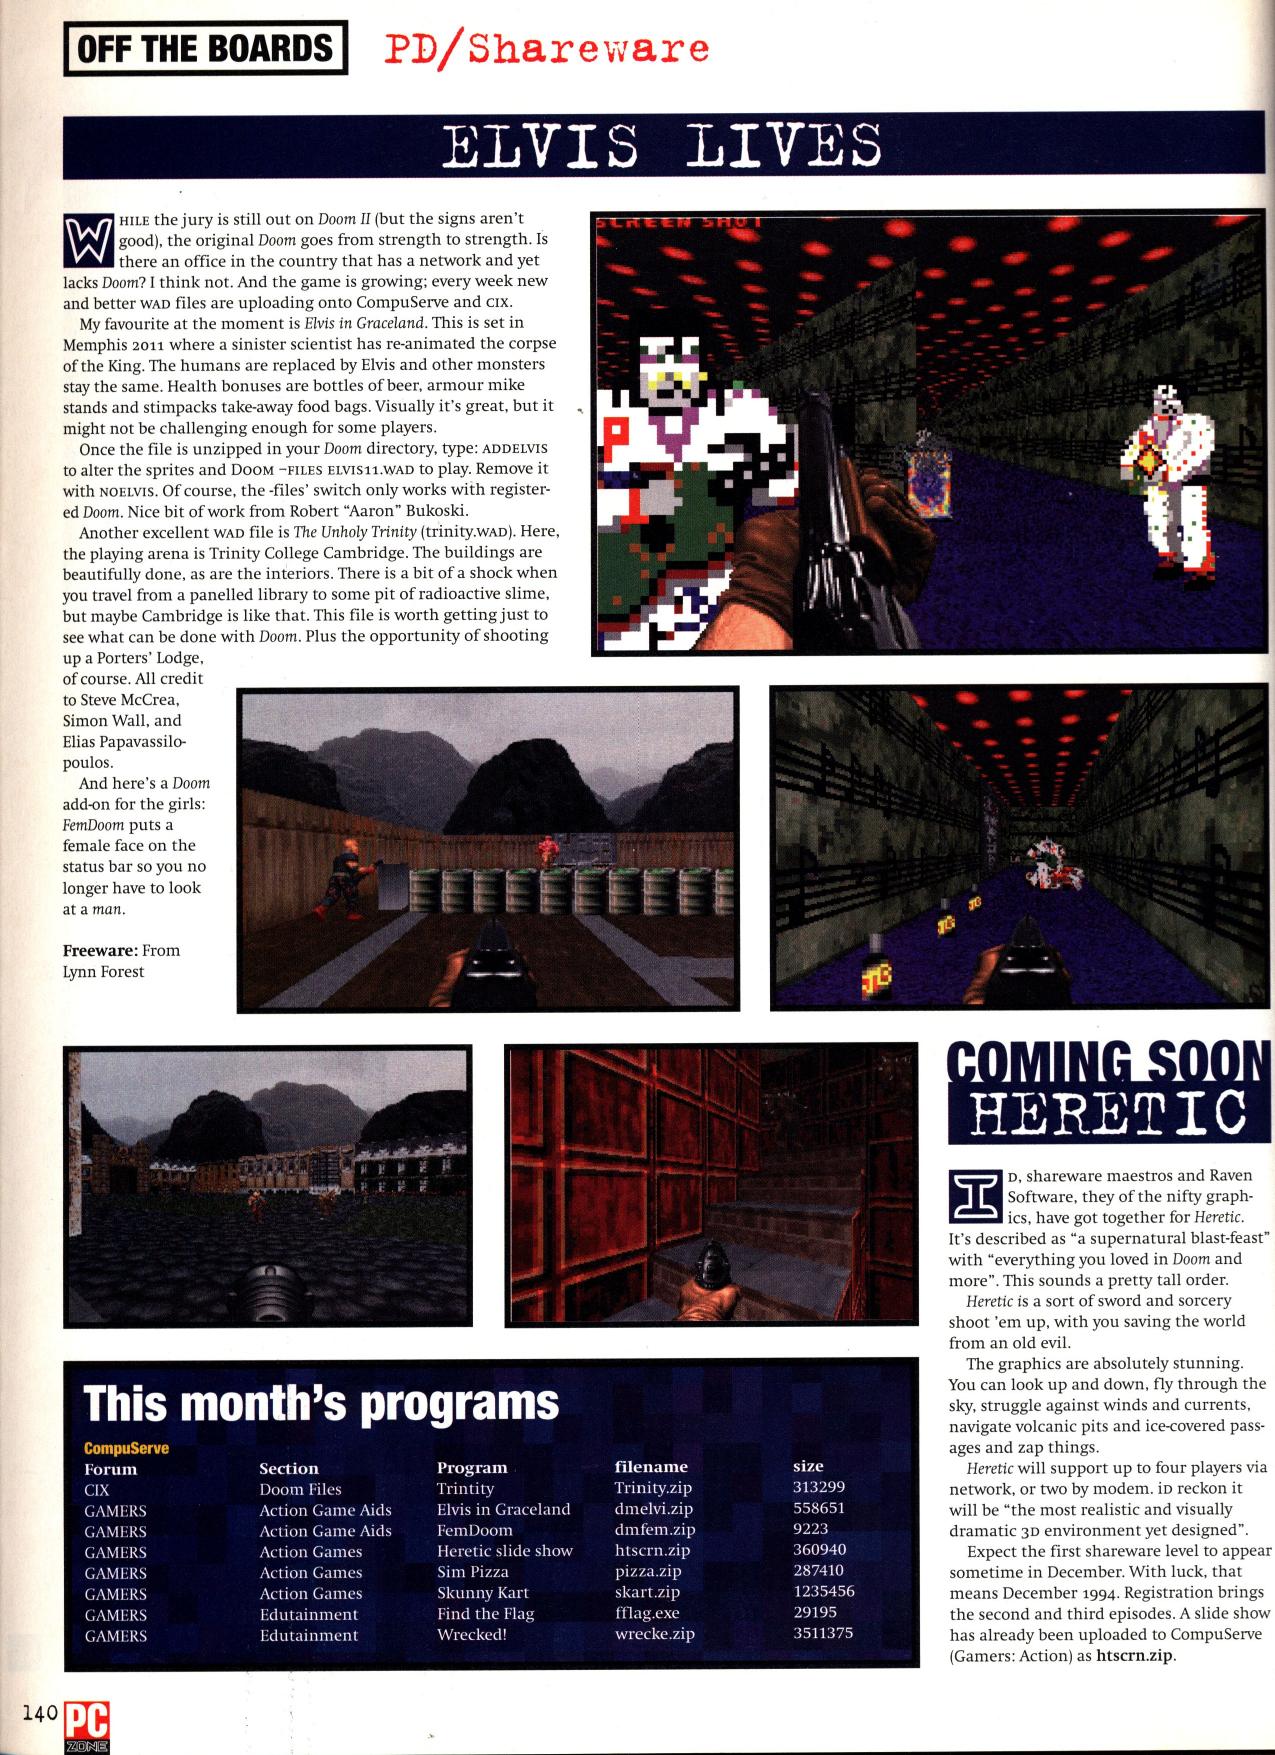 OFF THE BOARDS
PD/Shareware
ELVIS LIVES
WHILE the jury is still out on Doom II (but the signs aren't
good), the original Doom goes from strength to strength. Is
there an office in the country that has a network and yet
lacks Doom? I think not. And the game is growing; every week new
and better WAD files are uploading onto CompuServe and CIX.
My favourite at the moment is Elvis in Graceland. This is set in
Memphis 2011 where a sinister scientist has re-animated the corpse
of the King. The humans are replaced by Elvis and other monsters
stay the same. Health bonuses are bottles of beer, armour mike
stands and stimpacks take-away food bags. Visually it's great, but it
might not be challenging enough for some players.
Once the file is unzipped in your Doom directory, type: ADDELVIS
to alter the sprites and DOOM –FILES ELVIS11.WAD to play. Remove it
with NOELVIS. Of course, the -files' switch only works with register-
ed Doom. Nice bit of work from Robert "Aaron" Bukoski.
Another excellent WAD file is The Unholy Trinity (trinity.WAD). Here,
the playing arena is Trinity College Cambridge. The buildings are
beautifully done, as are the interiors. There is a bit of a shock when
you travel from a panelled library to some pit of radioactive slime,
but maybe Cambridge is like that. This file is worth getting just to
see what can be done with Doom. Plus the opportunity of shooting
up a Porters' Lodge,
of course. All credit
to Steve McCrea,
Simon Wall, and
Elias Papavassilo-
poulos.
And here's a Doom
add-on for the girls:
FemDoom puts a
female face on the
status bar so you no
longer have to look
at a man.
Freeware: From
Lynn Forest
SCREEN SHOT
P
COMING SOON
HERETIC
ID, shareware maestros and Raven
Software, they of the nifty graph-
ics, have got together for Heretic.
It's described as "a supernatural blast-feast"
with "everything you loved in Doom and
more". This sounds a pretty tall order.
Heretic is a sort of sword and sorcery
shoot 'em up, with you saving the world
from an old evil.
The graphics are absolutely stunning.
You can look up and down, fly through the
sky, struggle against winds and currents,
navigate volcanic pits and ice-covered pass-
ages and zap things.
Heretic will support up to four players via
network, or two by modem. ID reckon it
will be "the most realistic and visually
dramatic 3D environment yet designed".
Expect the first shareware level to appear
sometime in December. With luck, that
means December 1994. Registration brings
the second and third episodes. A slide show
has already been uploaded to CompuServe
(Gamers: Action) as htscrn.zip.
This month's programs
CompuServe
Forum Section Program filename size
CIX Doom Files Trintity Trinity.zip 313299
GAMERS Action Game Aids Elvis in Graceland dmelvi.zip 558651
GAMERS Action Game Aids FemDoom dmfem.zip 9223
GAMERS Action Games Heretic slide show htscrn.zip 360940
GAMERS Action Games Sim Pizza pizza.zip 287410
GAMERS Action Games Skunny Kart skart.zip 1235456
GAMERS Edutainment Find the Flag fflag.exe 29195
GAMERS Edutainment Wrecked! wrecke.zip 3511375
140 PC
ZONE